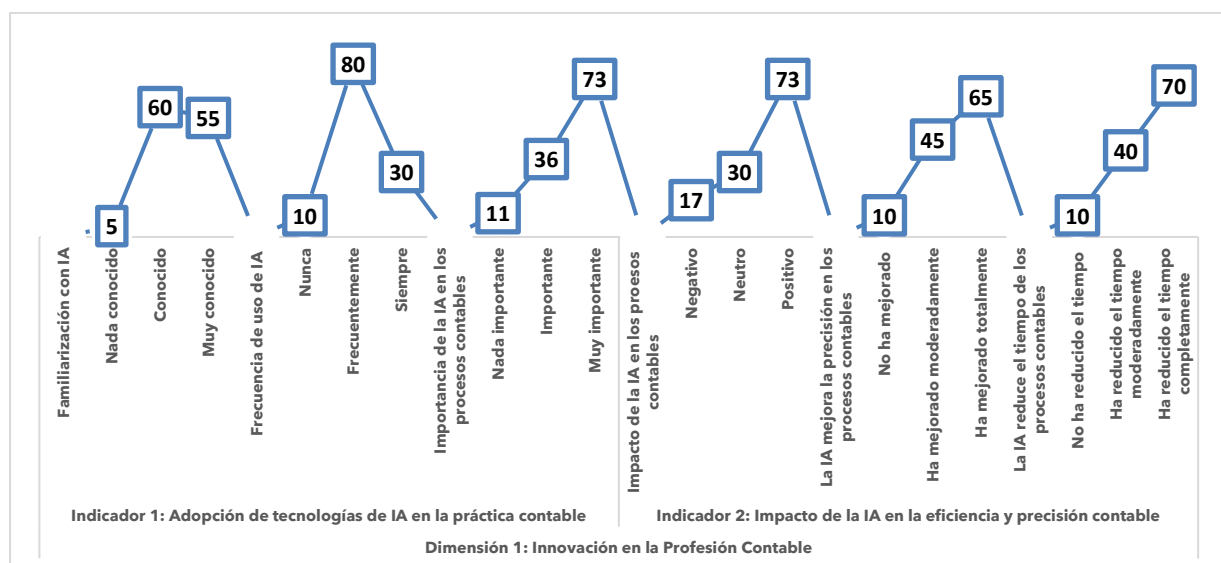 5
60
55
10
80
30
11
36
73
17
30
73
10
45
65
10
40
70
Familiarización con IA
Nada conocido
Conocido
Muy conocido
Frecuencia de uso de IA
Nunca
Frecuentemente
Siempre
Importancia de la IA en los
procesos contables
Nada importante
Importante
Muy importante
Impacto de la IA en los proesos
contables
Negativo
Neutro
Positivo
La IA mejora la precisión en los
procesos contables
No ha mejorado
Ha mejorado moderadamente
Ha mejorado totalmente
La IA reduce el tiempo de los
procesos contables
No ha reducido el tiempo
Ha reducido el tiempo
moderadamente
Ha reducido el tiempo
completamente
Indicador 1: Adopción de tecnologías de IA en la práctica contable
Indicador 2: Impacto de la IA en la eficiencia y precisión contable
Dimensión 1: Innovación en la Profesión Contable